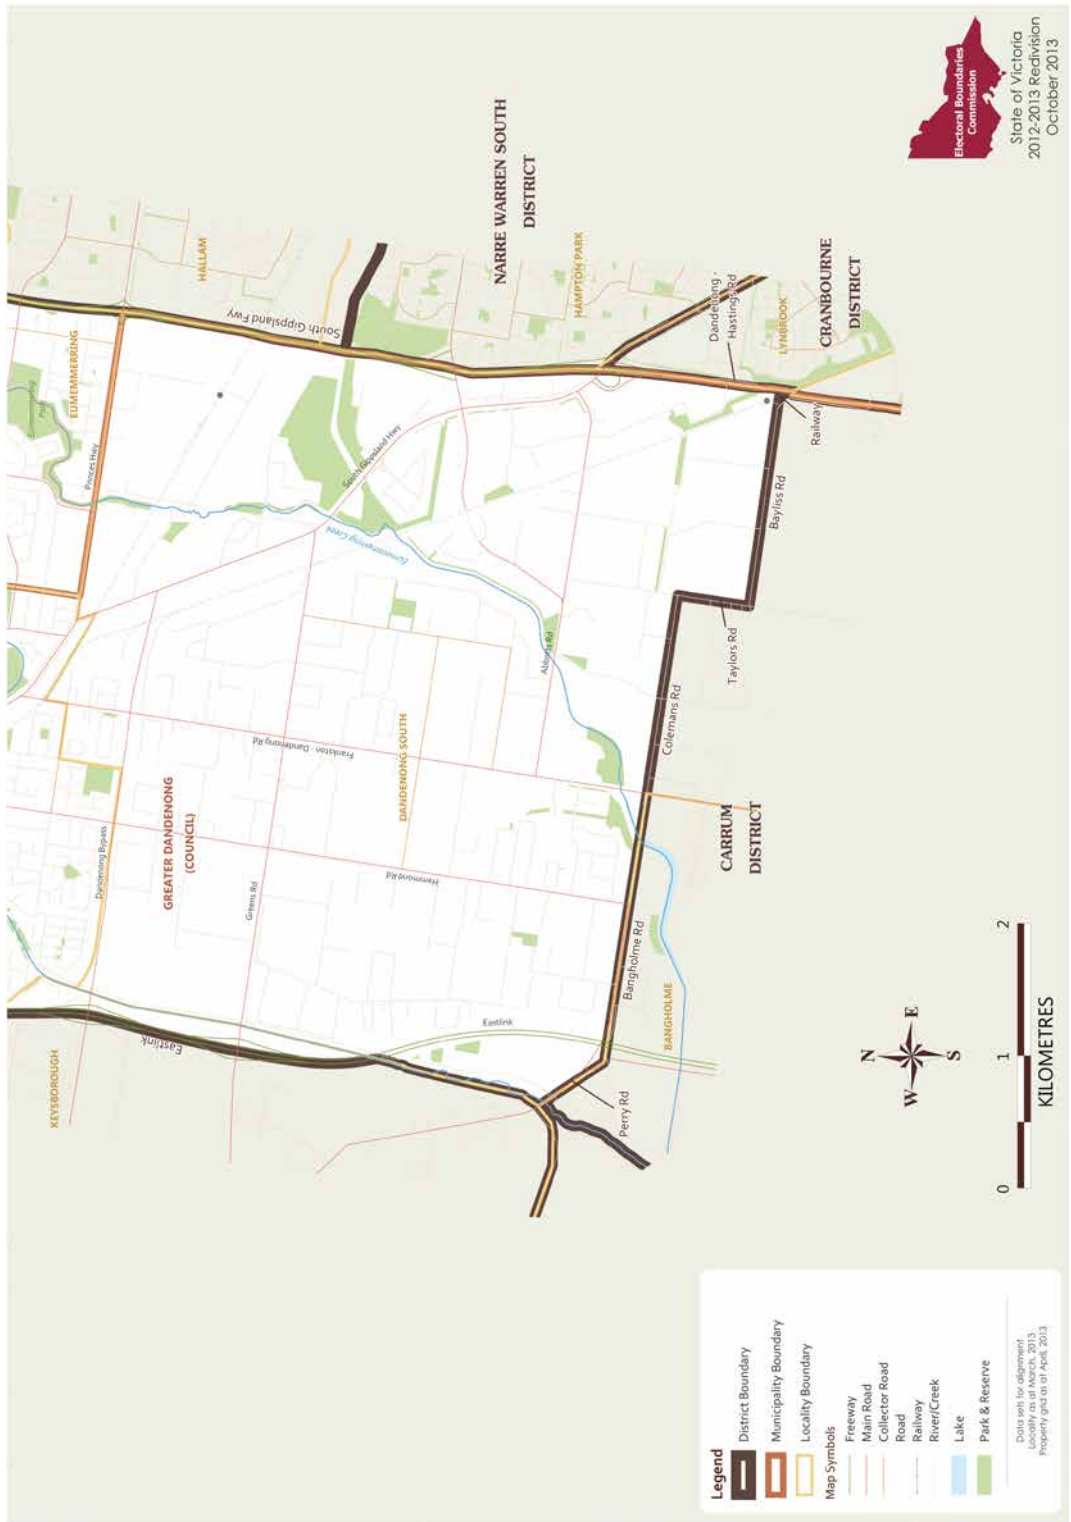 HALLAM
EUMEMMERRING
Princes Hwy
South Gippsland Fwy
NARRE WARREN SOUTH
DISTRICT
HAMPTON PARK
South Gippsland Hwy
Eumemmerring Creek
Dandenong -
Hastings Rd
LYNBROOK
CRANBOURNE
DISTRICT
Railway
Bayliss Rd
Taylors Rd
Abbotts Rd
Colemans Rd
Frankston - Dandenong Rd
DANDENONG SOUTH
GREATER DANDENONG
(COUNCIL)
Dandenong Bypass
Greens Rd
Hammond Rd
CARRUM
DISTRICT
Bangholme Rd
BANGHOLME
Eastlink
Eastlink
KEYSBOROUGH
Perry Rd
Electoral Boundaries
Commission
State of Victoria
2012-2013 Redivision
October 2013
N
W
E
S
0
1
2
KILOMETRES
Legend
District Boundary
Municipality Boundary
Locality Boundary
Map Symbols
Freeway
Main Road
Collector Road
Road
Railway
River/Creek
Lake
Park & Reserve
Data sets for alignment
Locality as at March, 2013
Property grid as at April, 2013